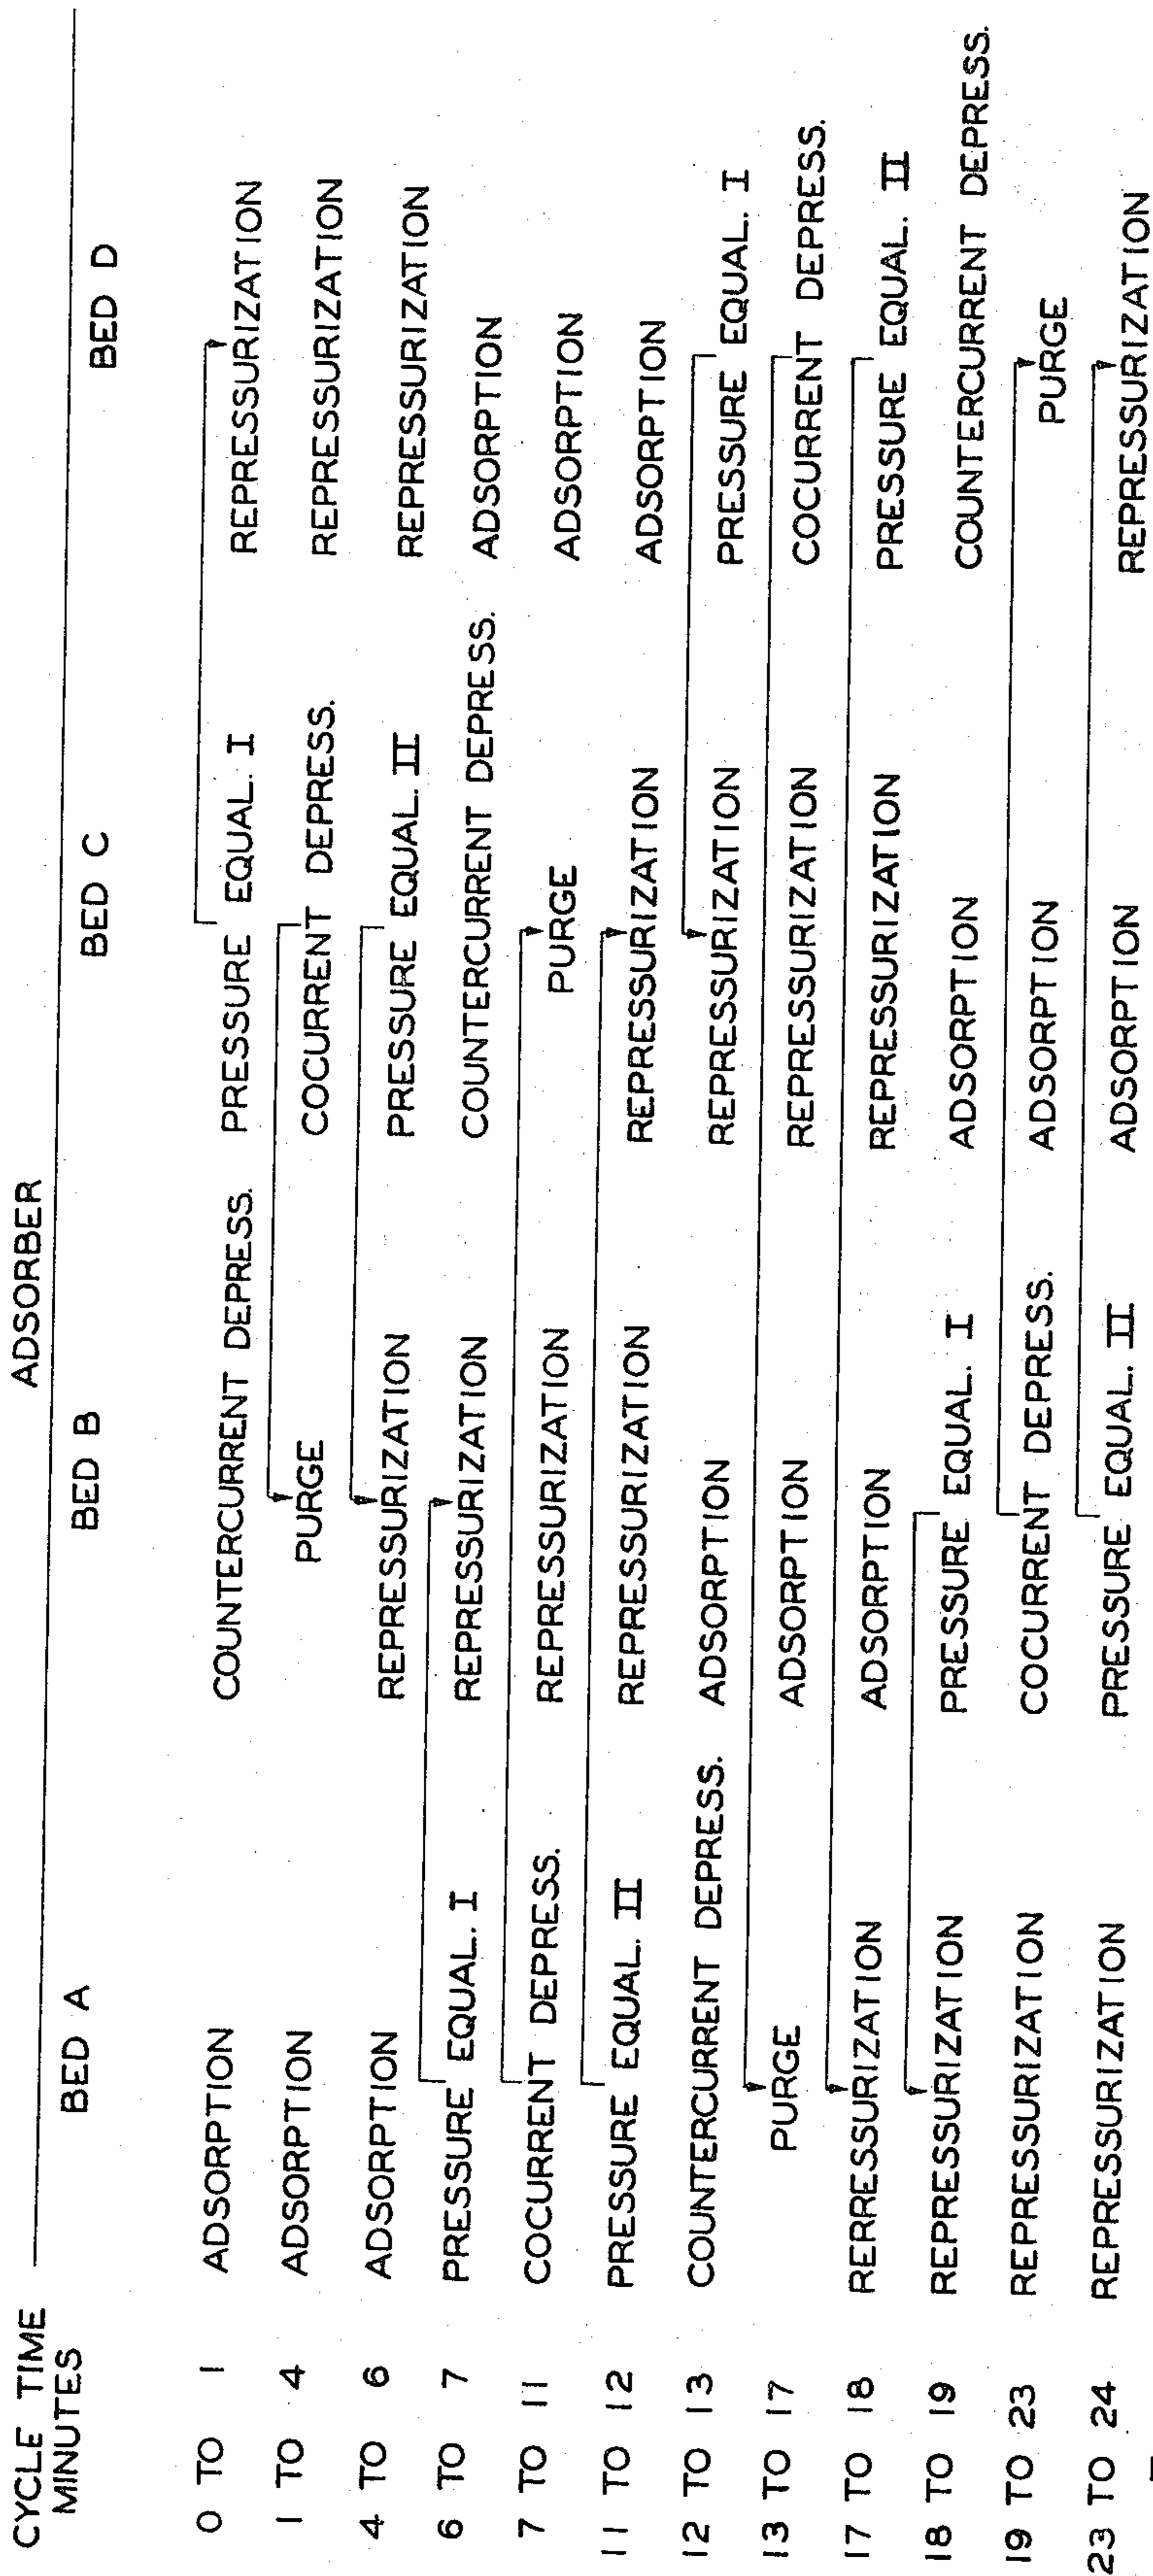 CYCLE TIME MINUTES
ADSORBER
BED A BED B BED C BED D
0 TO 1 ADSORPTION COUNTERCURRENT DEPRESS. PRESSURE EQUAL. I REPRESSURIZATION
1 TO 4 ADSORPTION PURGE COCURRENT DEPRESS. REPRESSURIZATION
4 TO 6 ADSORPTION REPRESSURIZATION PRESSURE EQUAL. II REPRESSURIZATION
6 TO 7 PRESSURE EQUAL. I REPRESSURIZATION COUNTERCURRENT DEPRESS. ADSORPTION
7 TO 11 COCURRENT DEPRESS. REPRESSURIZATION PURGE ADSORPTION
11 TO 12 PRESSURE EQUAL. II REPRESSURIZATION REPRESSURIZATION ADSORPTION
12 TO 13 COUNTERCURRENT DEPRESS. ADSORPTION REPRESSURIZATION PRESSURE EQUAL. I
13 TO 17 PURGE ADSORPTION REPRESSURIZATION COCURRENT DEPRESS.
17 TO 18 RERRESSURIZATION ADSORPTION REPRESSURIZATION PRESSURE EQUAL. II
18 TO 19 REPRESSURIZATION PRESSURE EQUAL. I ADSORPTION COUNTERCURRENT DEPRESS.
19 TO 23 REPRESSURIZATION COCURRENT DEPRESS. ADSORPTION PURGE
23 TO 24 REPRESSURIZATION PRESSURE EQUAL. II ADSORPTION REPRESSURIZATION